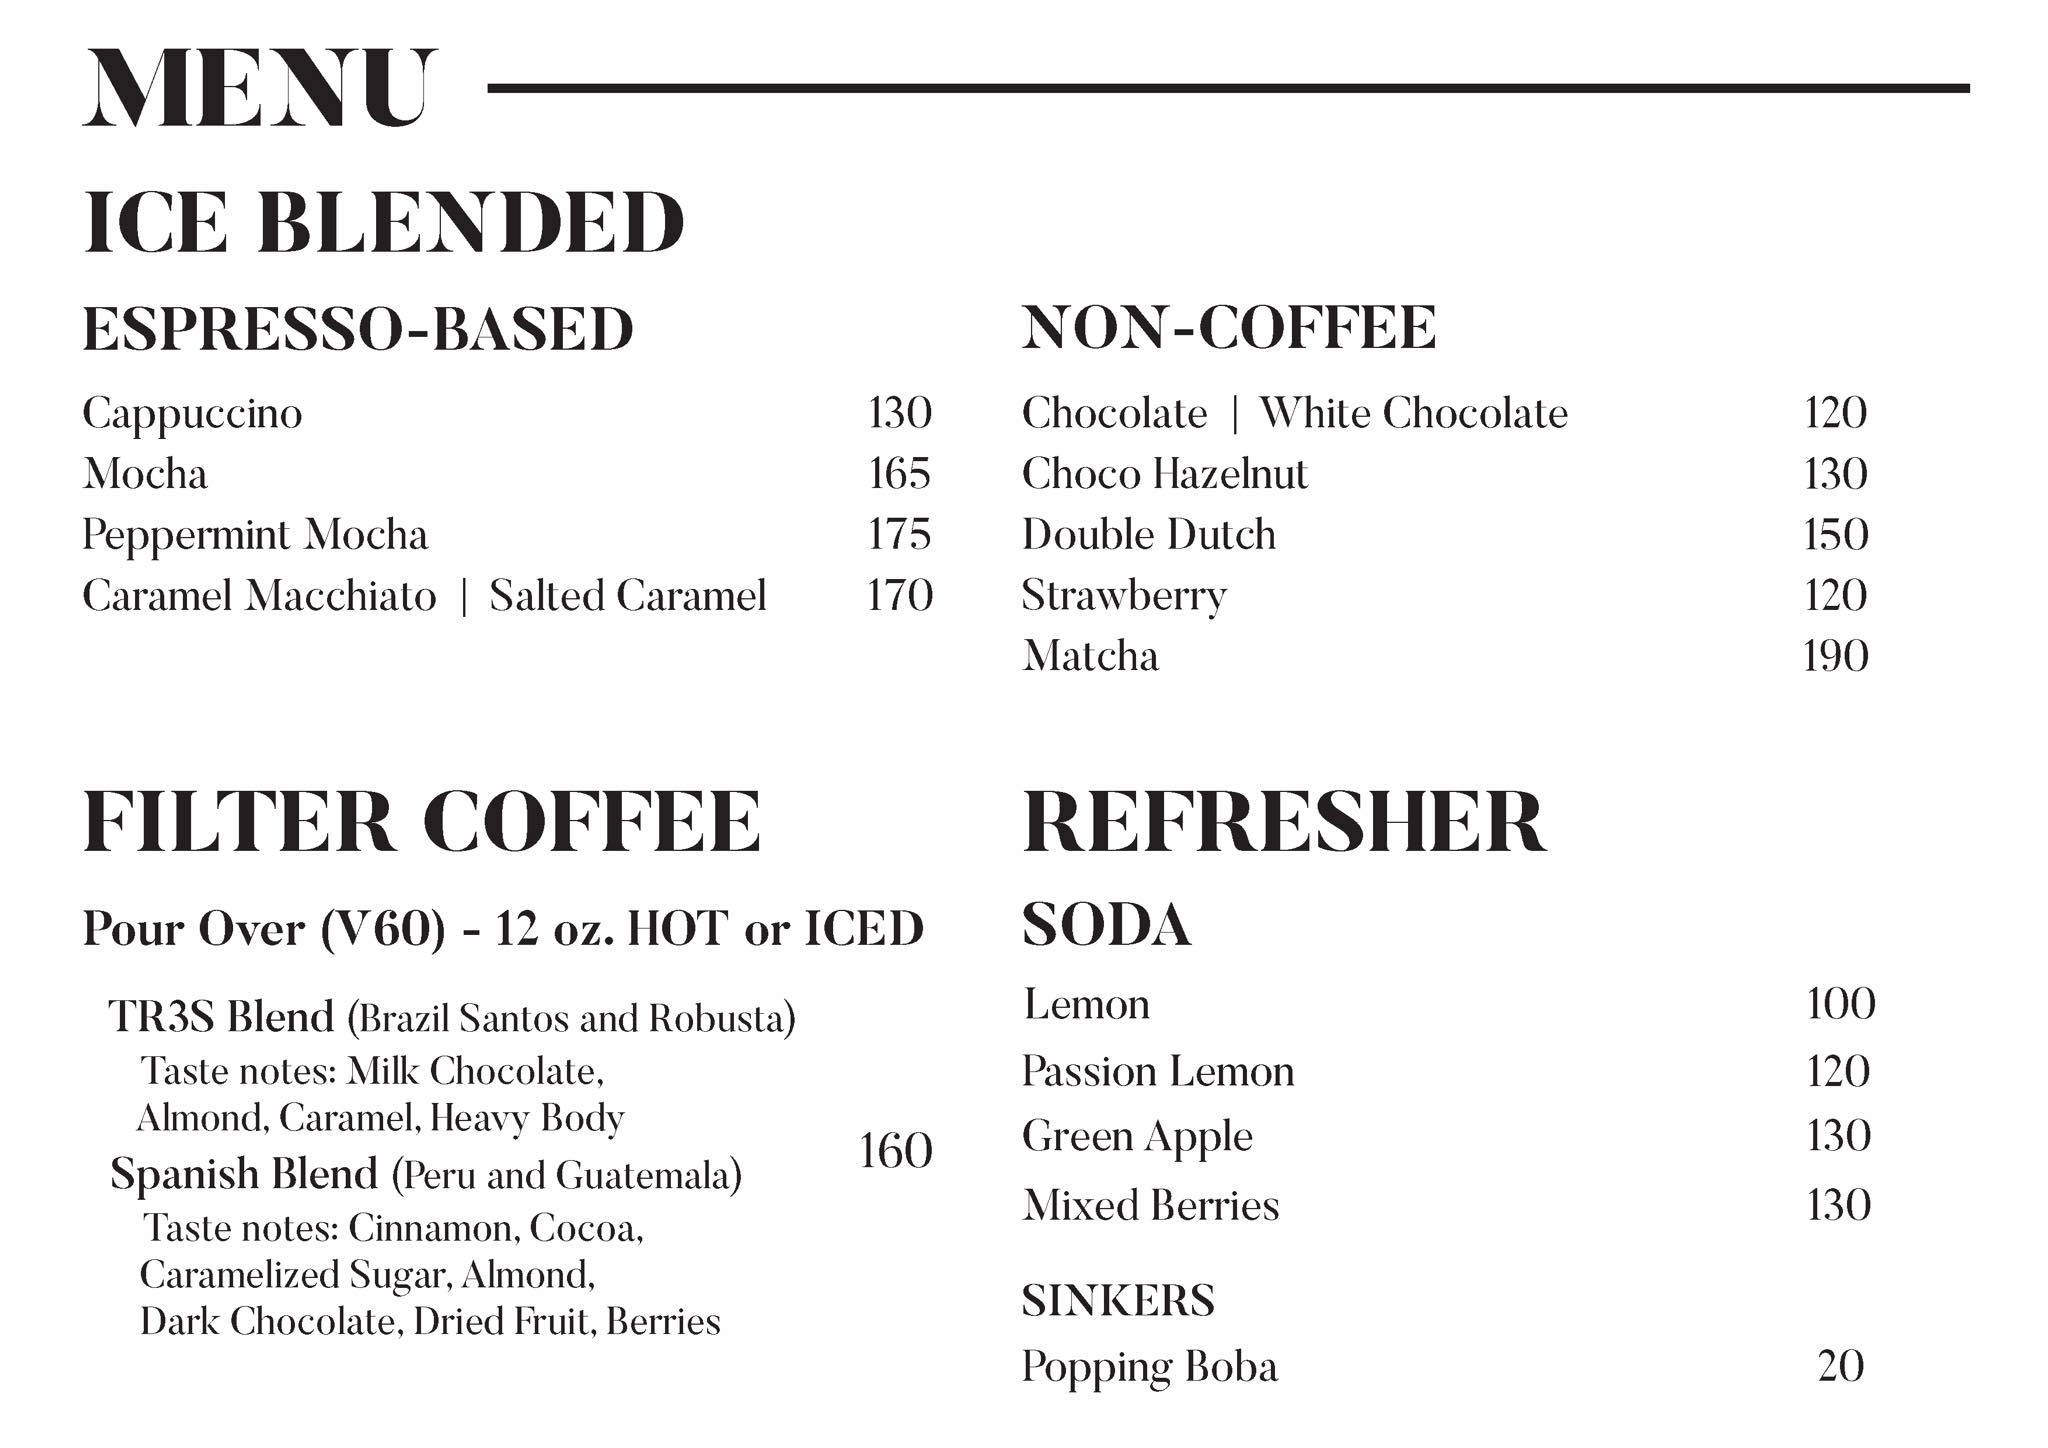 MENU
ICE BLENDED
ESPRESSO-BASED
Cappuccino 130
Mocha 165
Peppermint Mocha 175
Caramel Macchiato | Salted Caramel 170
NON-COFFEE
Chocolate | White Chocolate 120
Choco Hazelnut 130
Double Dutch 150
Strawberry 120
Matcha 190
FILTER COFFEE
Pour Over (V60) - 12 oz. HOT or ICED
TR3S Blend (Brazil Santos and Robusta)
Taste notes: Milk Chocolate,
Almond, Caramel, Heavy Body
160
Spanish Blend (Peru and Guatemala)
Taste notes: Cinnamon, Cocoa,
Caramelized Sugar, Almond,
Dark Chocolate, Dried Fruit, Berries
REFRESHER
SODA
Lemon 100
Passion Lemon 120
Green Apple 130
Mixed Berries 130
SINKERS
Popping Boba 20